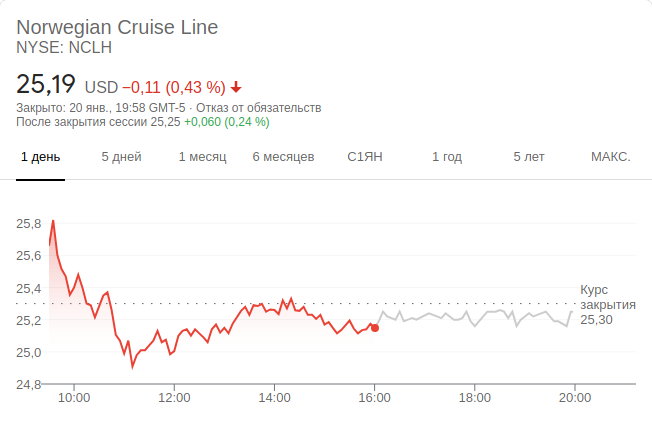 Norwegian Cruise Line
NYSE: NCLH
25,19 USD −0,11 (0,43 %)
Закрыто: 20 янв., 19:58 GMT-5 · Отказ от обязательств
После закрытия сессии 25,25 +0,060 (0,24 %)
1 день 5 дней 1 месяц 6 месяцев С1ЯН 1 год 5 лет МАКС.
25,8
25,6
25,4
25,2
25,0
24,8
Курс
закрытия
25,30
10:00 12:00 14:00 16:00 18:00 20:00